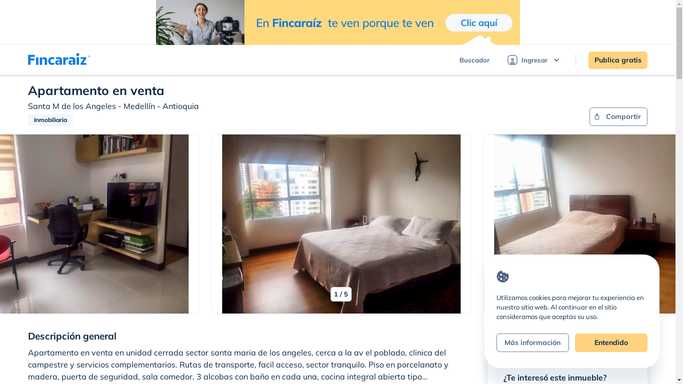 En Fincaraíz te ven porque te ven
Clic aquí
Fincaraiz
Buscador
Ingresar
Publica gratis
Apartamento en venta
Santa M de los Angeles - Medellín - Antioquia
Inmobiliaria
Compartir
1 / 5
Utilizamos cookies para mejorar tu experiencia en
nuestro sitio web. Al continuar en el sitio
consideramos que aceptas su uso.
Más información
Entendido
Descripción general
Apartamento en venta en unidad cerrada sector santa maria de los angeles, cerca a la av el poblado, clinica del
campestre y servicios complementarios. Rutas de transporte, facil acceso, sector tranquilo. Piso en porcelanato y
madera, puerta de seguridad, sala comedor. 3 alcobas con baño en cada una, cocina integral abierta tipo...
¿Te interesó este inmueble?